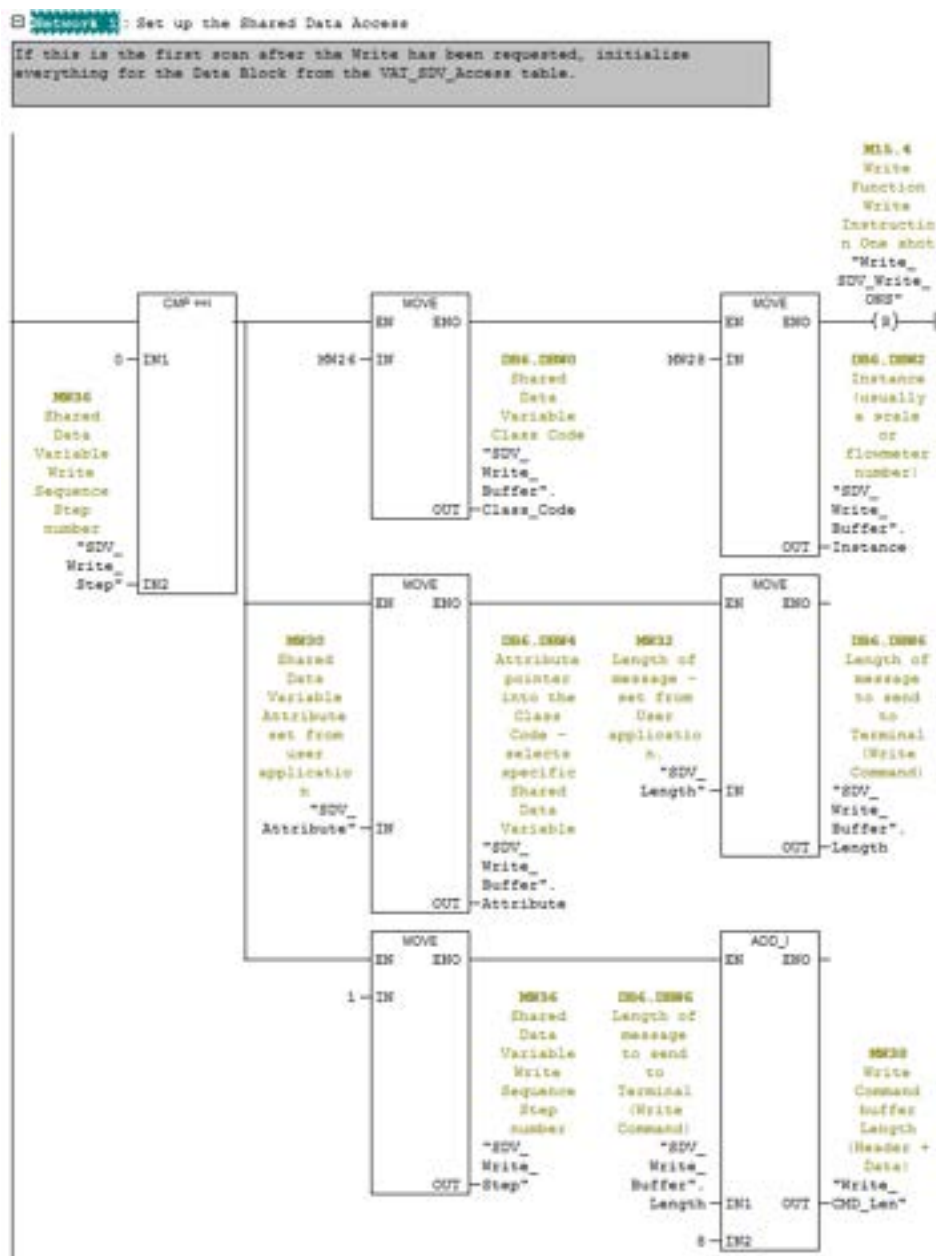 Network 1: Set up the Shared Data Access
If this is the first scan after the Write has been requested, initialise
everything for the Data Block from the VAT_SDV_Access table.
M15.4
Write
Function
Write
Instructio
n One shot
"Write_
SDV_Write_
ONS"
CMP ==I
MOVE
MOVE
EN ENO
EN ENO
0 IN1
MW26 IN
DB6.DBW0
Shared
Data
Variable
Class Code
"SDV_
Write_
Buffer".
OUT Class_Code
MW28 IN
DB6.DBW2
Instance
(usually
a scale
or
flowmeter
number)
"SDV_
Write_
Buffer".
OUT Instance
MW36
Shared
Data
Variable
Write
Sequence
Step
number
"SDV_
Write_
Step" IN2
MOVE
MOVE
EN ENO
EN ENO
MW30
Shared
Data
Variable
Attribute
set from
user
applicatio
n
"SDV_
Attribute" IN
DB6.DBW4
Attribute
pointer
into the
Class
Code -
selects
specific
Shared
Data
Variable
"SDV_
Write_
Buffer".
OUT Attribute
MW32
Length of
message -
set from
User
applicatio
n.
"SDV_
Length" IN
DB6.DBW6
Length of
message
to send
to
Terminal
(Write
Command)
"SDV_
Write_
Buffer".
OUT Length
MOVE
ADD_I
EN ENO
EN ENO
1 IN
MW36
Shared
Data
Variable
Write
Sequence
Step
number
"SDV_
Write_
OUT Step"
DB6.DBW6
Length of
message
to send
to
Terminal
(Write
Command)
"SDV_
Write_
Buffer".
Length IN1
8 IN2
MW38
Write
Command
buffer
Length
(Header +
Data)
"Write_
OUT CMD_Len"